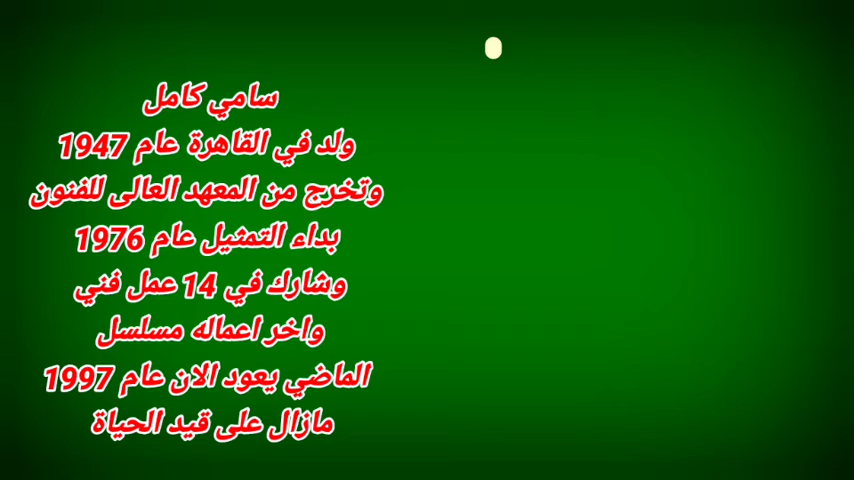 سامي كامل
ولد في القاهرة عام 1947
وتخرج من المعهد العالى للفنون
بداء التمثيل عام 1976
وشارك في 14 عمل فني
واخر اعماله مسلسل
الماضي يعود الان عام 1997
مازال على قيد الحياة